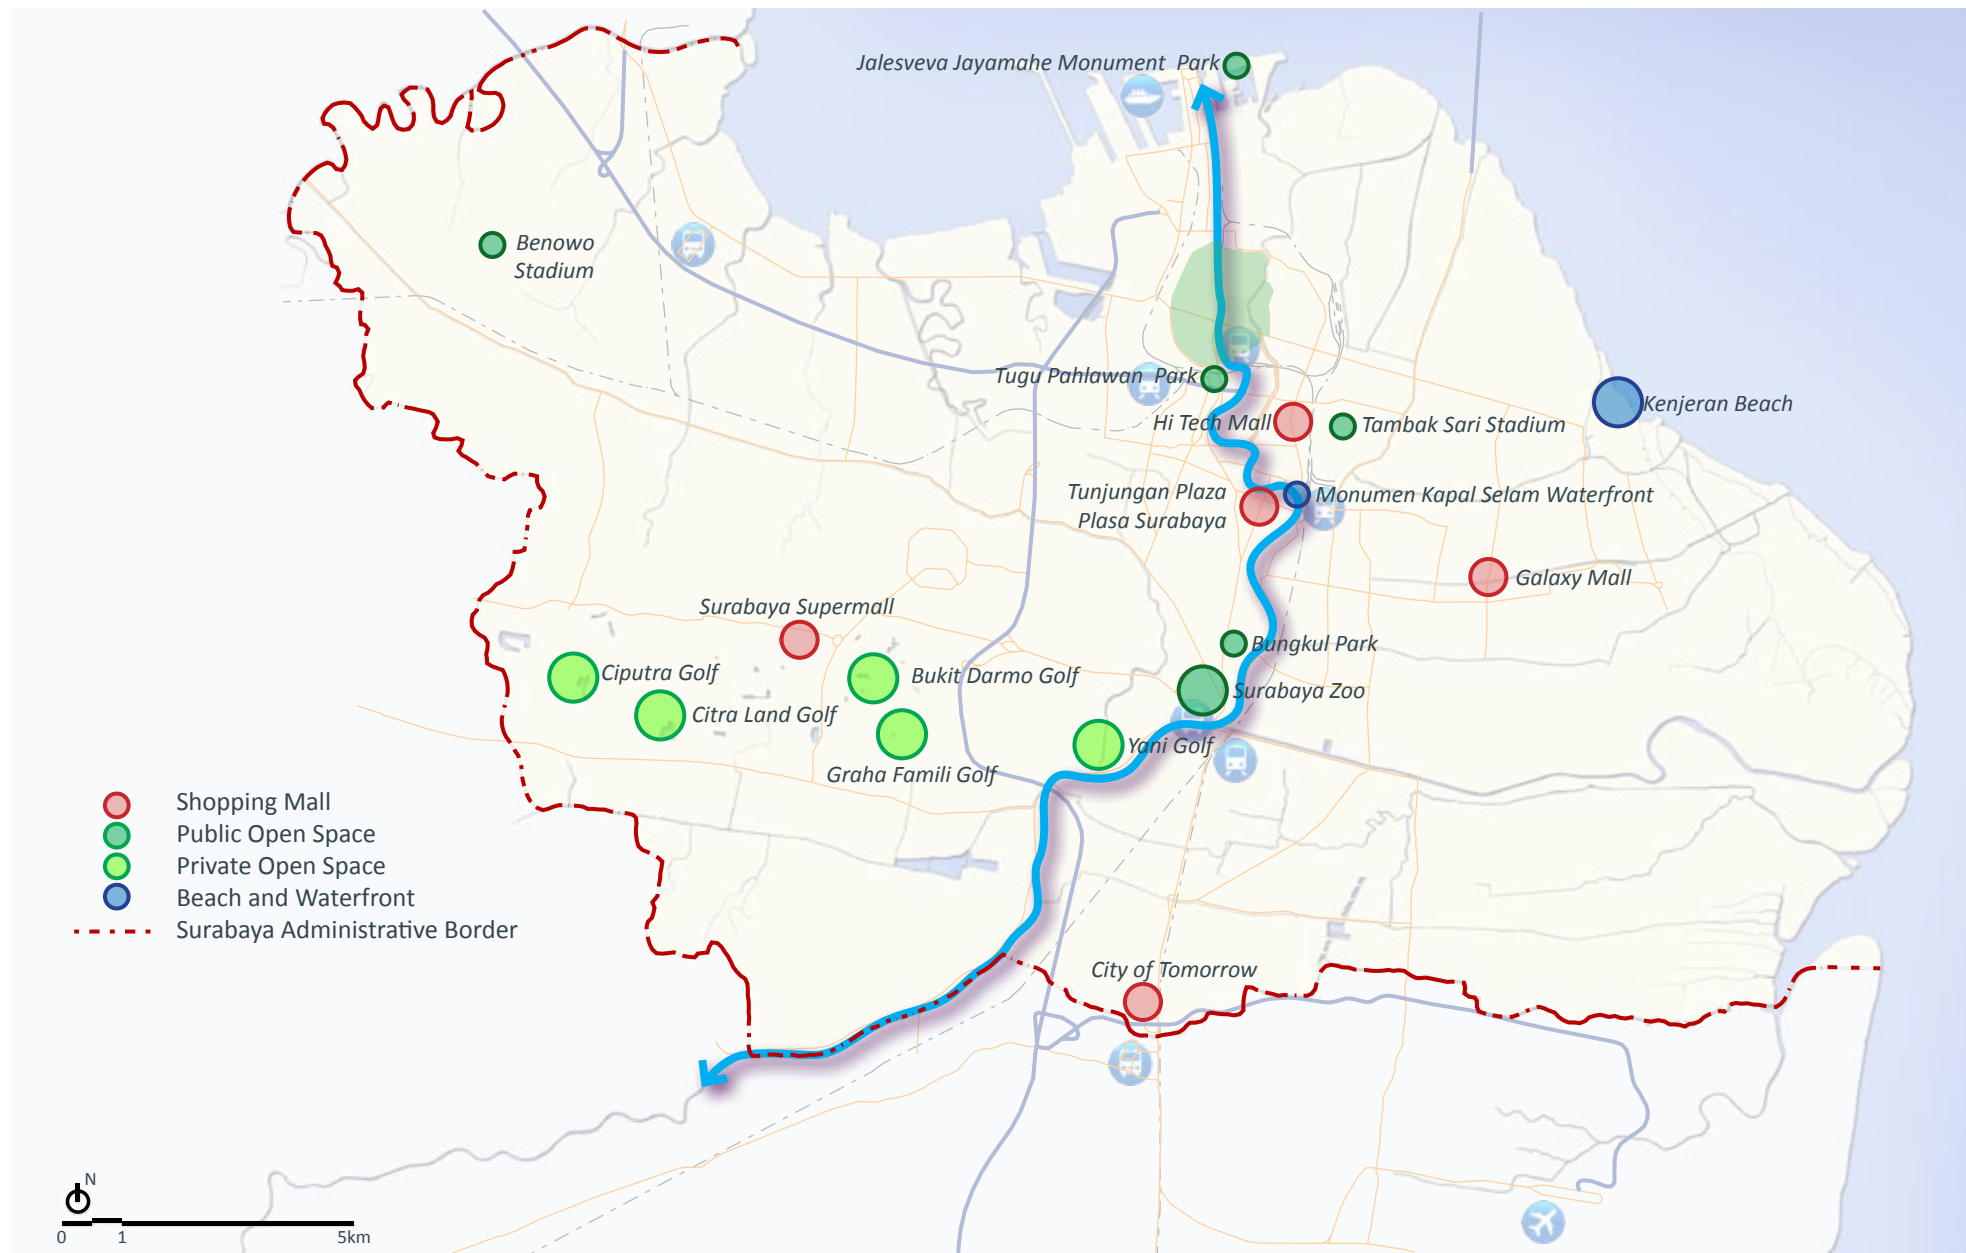 Jalesveva Jayamahe Monument Park
Benowo
Stadium
Tugu Pahlawan Park
Kenjeran Beach
Hi Tech Mall
Tambak Sari Stadium
Tunjungan Plaza
Plasa Surabaya
Monumen Kapal Selam Waterfront
Galaxy Mall
Surabaya Supermall
Bungkul Park
Ciputra Golf
Bukit Darmo Golf
Surabaya Zoo
Citra Land Golf
Yani Golf
Graha Famili Golf
Shopping Mall
Public Open Space
Private Open Space
Beach and Waterfront
Surabaya Administrative Border
City of Tomorrow
N
0 1 5km